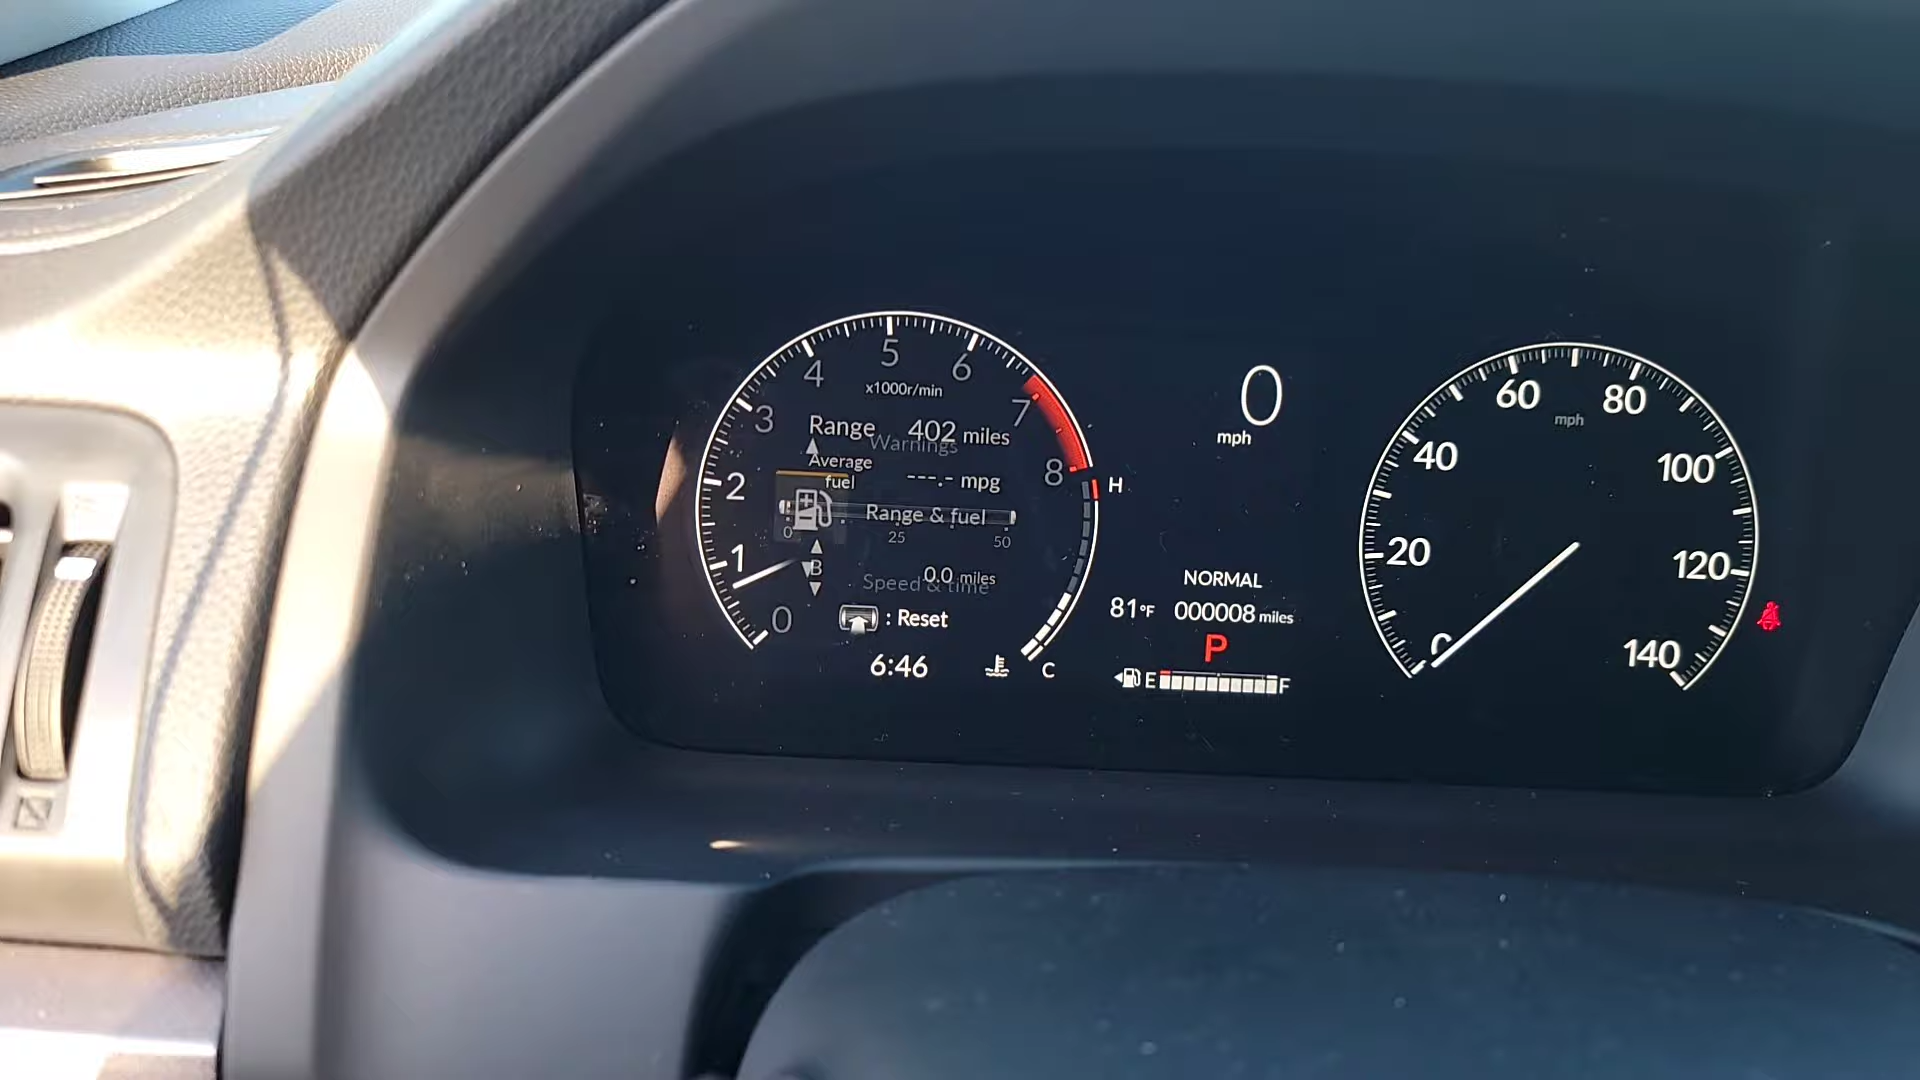 5
4
6
x1000r/min
3
7
Range 402 miles
Warnings
Average
fuel
---.- mpg
8
H
2
Range & fuel
0 25 50
1
B
0.0 miles
Speed & time
0
: Reset
6:46
C
0
mph
NORMAL
81°F 000008 miles
P
E F
60 80
mph
40
100
20
120
140